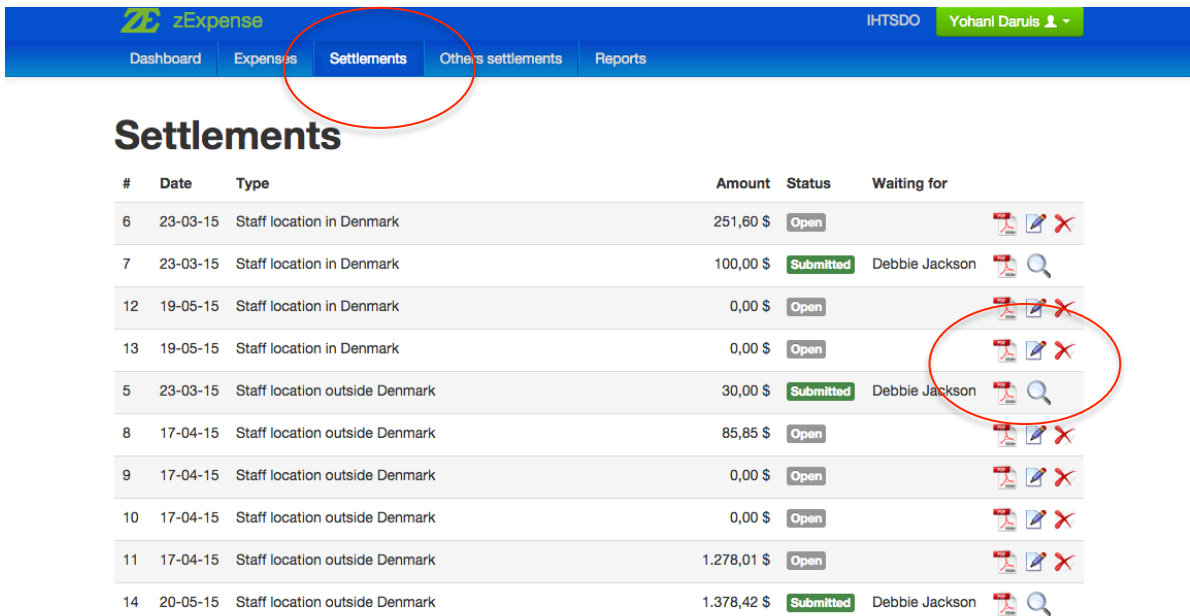 ZE zExpense IHTSDO Yohani Daruis
Dashboard Expenses Settlements Others settlements Reports
Settlements
# Date Type Amount Status Waiting for
6 23-03-15 Staff location in Denmark 251,60 $ Open
7 23-03-15 Staff location in Denmark 100,00 $ Submitted Debbie Jackson
12 19-05-15 Staff location in Denmark 0,00 $ Open
13 19-05-15 Staff location in Denmark 0,00 $ Open
5 23-03-15 Staff location outside Denmark 30,00 $ Submitted Debbie Jackson
8 17-04-15 Staff location outside Denmark 85,85 $ Open
9 17-04-15 Staff location outside Denmark 0,00 $ Open
10 17-04-15 Staff location outside Denmark 0,00 $ Open
11 17-04-15 Staff location outside Denmark 1.278,01 $ Open
14 20-05-15 Staff location outside Denmark 1.378,42 $ Submitted Debbie Jackson